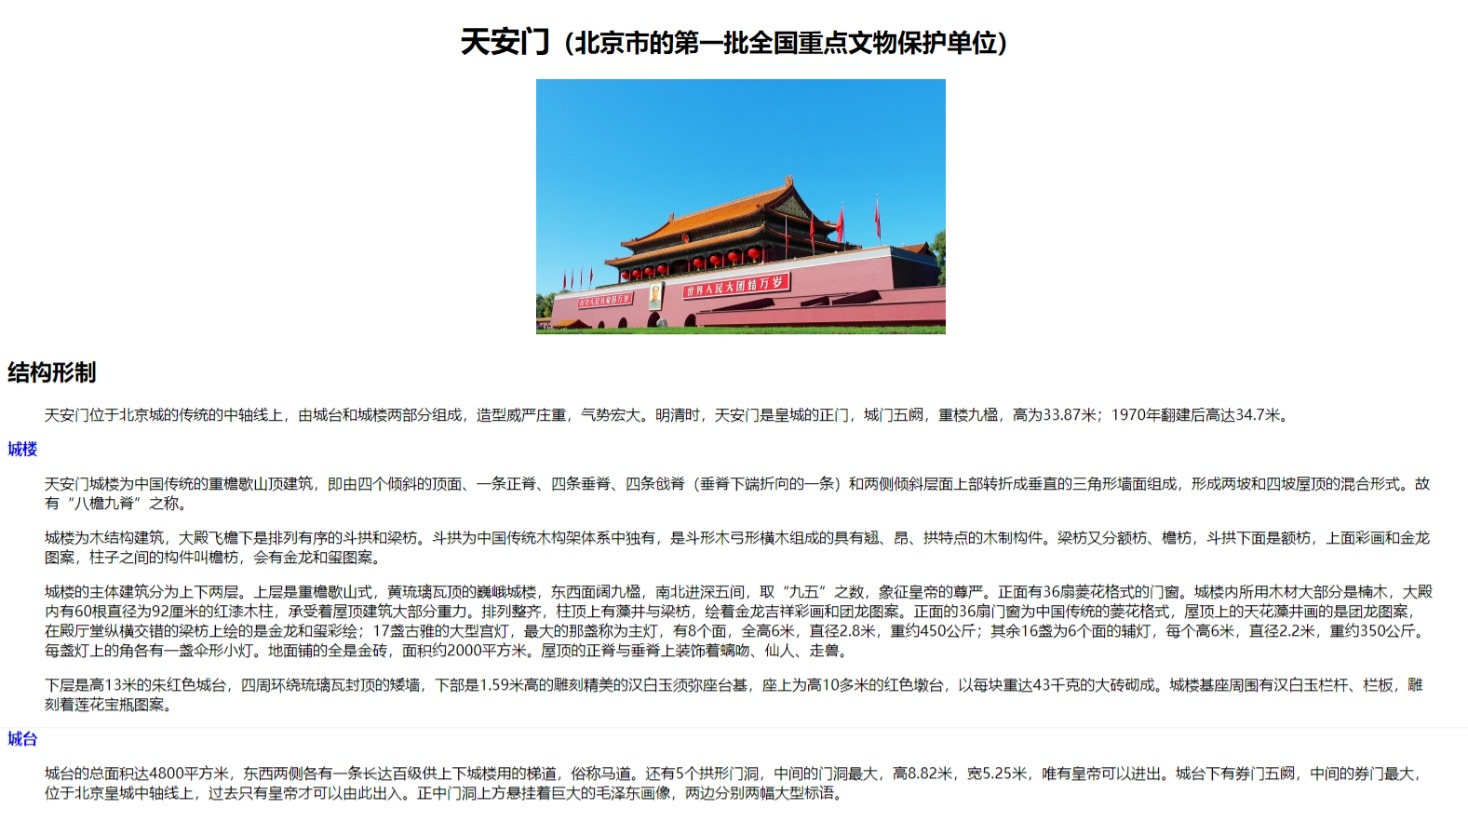 天安门（北京市的第一批全国重点文物保护单位）
世界人民大团结万岁
结构形制
天安门位于北京城的传统的中轴线上，由城台和城楼两部分组成，造型威严庄重，气势宏大。明清时，天安门是皇城的正门，城门五阙，重楼九楹，高为33.87米；1970年翻建后高达34.7米。
城楼
天安门城楼为中国传统的重檐歇山顶建筑，即由四个倾斜的顶面、一条正脊、四条垂脊、四条戗脊（垂脊下端折向的一条）和两侧倾斜层面上部转折成垂直的三角形墙面组成，形成两坡和四坡屋顶的混合形式。故
有“八檐九脊”之称。
城楼为木结构建筑，大殿飞檐下是排列有序的斗拱和梁枋。斗拱为中国传统木构架体系中独有，是斗形木弓形横木组成的具有翘、昂、拱特点的木制构件。梁枋又分额枋、檐枋，斗拱下面是额枋，上面彩画和金龙
图案，柱子之间的构件叫檐枋，会有金龙和玺图案。
城楼的主体建筑分为上下两层。上层是重檐歇山式，黄琉璃瓦顶的巍峨城楼，东西面阔九楹，南北进深五间，取“九五”之数，象征皇帝的尊严。正面有36扇菱花格式的门窗。城楼内所用木材大部分是楠木，大殿
内有60根直径为92厘米的红漆木柱，承受着屋顶建筑大部分重力。排列整齐，柱顶上有藻井与梁枋，绘着金龙吉祥彩画和团龙图案。正面的36扇门窗为中国传统的菱花格式，屋顶上的天花藻井画的是团龙图案，
在殿厅堂纵横交错的梁枋上绘的是金龙和玺彩绘；17盏古雅的大型宫灯，最大的那盏称为主灯，有8个面，全高6米，直径2.8米，重约450公斤；其余16盏为6个面的辅灯，每个高6米，直径2.2米，重约350公斤。
每盏灯上的角各有一盏伞形小灯。地面铺的全是金砖，面积约2000平方米。屋顶的正脊与垂脊上装饰着螭吻、仙人、走兽。
下层是高13米的朱红色城台，四周环绕琉璃瓦封顶的矮墙，下部是1.59米高的雕刻精美的汉白玉须弥座台基，座上为高10多米的红色墩台，以每块重达43千克的大砖砌成。城楼基座周围有汉白玉栏杆、栏板，雕
刻着莲花宝瓶图案。
城台
城台的总面积达4800平方米，东西两侧各有一条长达百级供上下城楼用的梯道，俗称马道。还有5个拱形门洞，中间的门洞最大，高8.82米，宽5.25米，唯有皇帝可以进出。城台下有券门五阙，中间的券门最大，
位于北京皇城中轴线上，过去只有皇帝才可以由此出入。正中门洞上方悬挂着巨大的毛泽东画像，两边分别两幅大型标语。